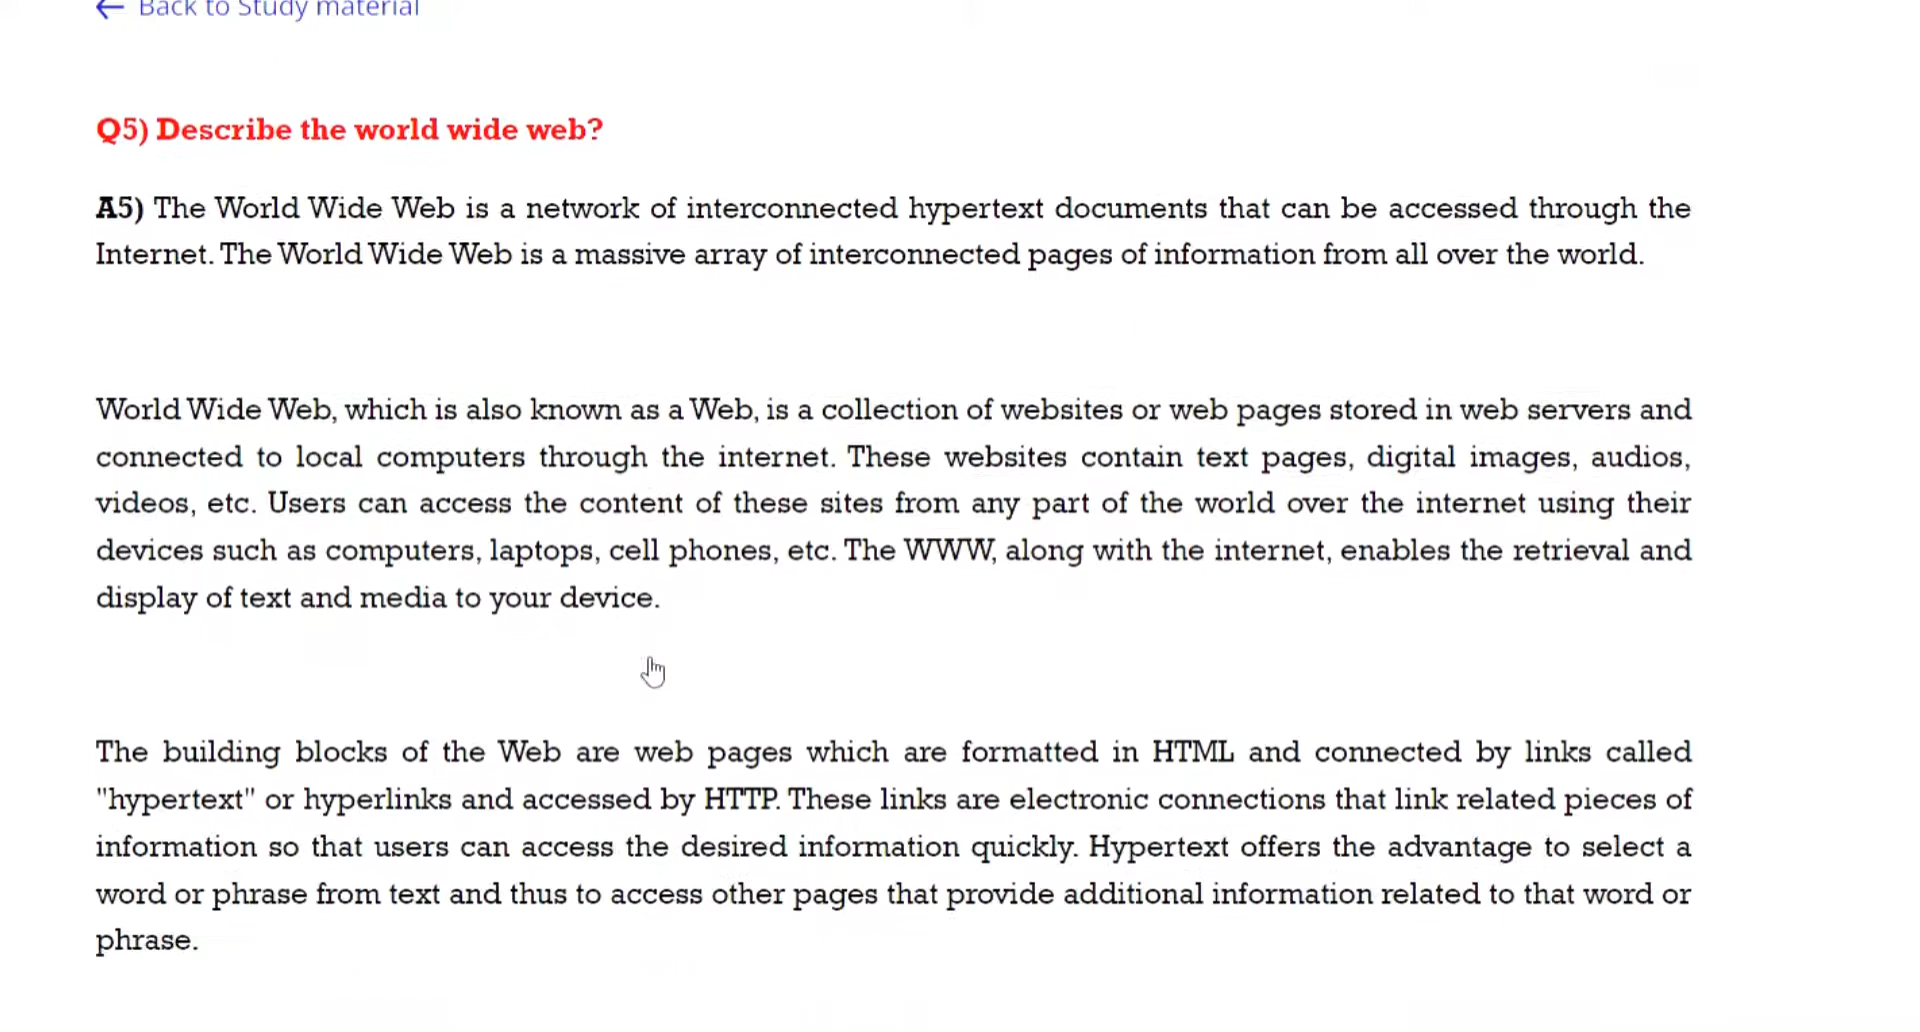 ← Back to Study material
Q5) Describe the world wide web?
A5) The World Wide Web is a network of interconnected hypertext documents that can be accessed through the
Internet. The World Wide Web is a massive array of interconnected pages of information from all over the world.
World Wide Web, which is also known as a Web, is a collection of websites or web pages stored in web servers and
connected to local computers through the internet. These websites contain text pages, digital images, audios,
videos, etc. Users can access the content of these sites from any part of the world over the internet using their
devices such as computers, laptops, cell phones, etc. The WWW, along with the internet, enables the retrieval and
display of text and media to your device.
The building blocks of the Web are web pages which are formatted in HTML and connected by links called
"hypertext" or hyperlinks and accessed by HTTP. These links are electronic connections that link related pieces of
information so that users can access the desired information quickly. Hypertext offers the advantage to select a
word or phrase from text and thus to access other pages that provide additional information related to that word or
phrase.